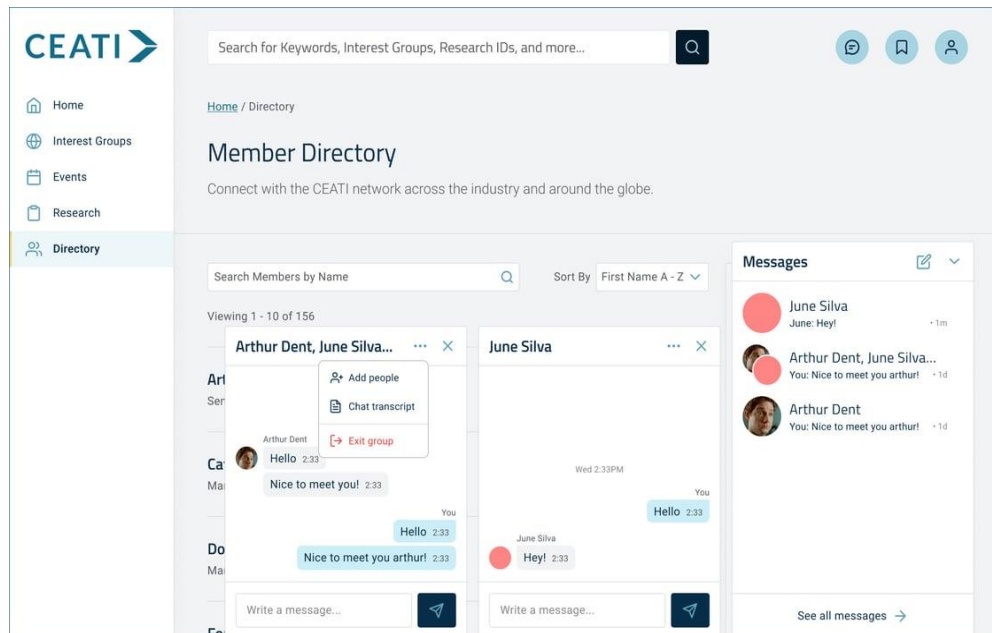 CEATI
Search for Keywords, Interest Groups, Research IDs, and more...
Home
Interest Groups
Events
Research
Directory
Home / Directory
Member Directory
Connect with the CEATI network across the industry and around the globe.
Search Members by Name
Sort By First Name A - Z
Viewing 1 - 10 of 156
Art
Ser
Ca
Ma
Do
Ma
Arthur Dent, June Silva... ...
Add people
Chat transcript
Exit group
Arthur Dent
Hello 2:33
Nice to meet you! 2:33
You
Hello 2:33
Nice to meet you arthur! 2:33
Write a message...
June Silva ...
Wed 2:33PM
You
Hello 2:33
June Silva
Hey! 2:33
Write a message...
Messages
June Silva
June: Hey! • 1m
Arthur Dent, June Silva...
You: Nice to meet you arthur! • 1d
Arthur Dent
You: Nice to meet you arthur! • 1d
See all messages →